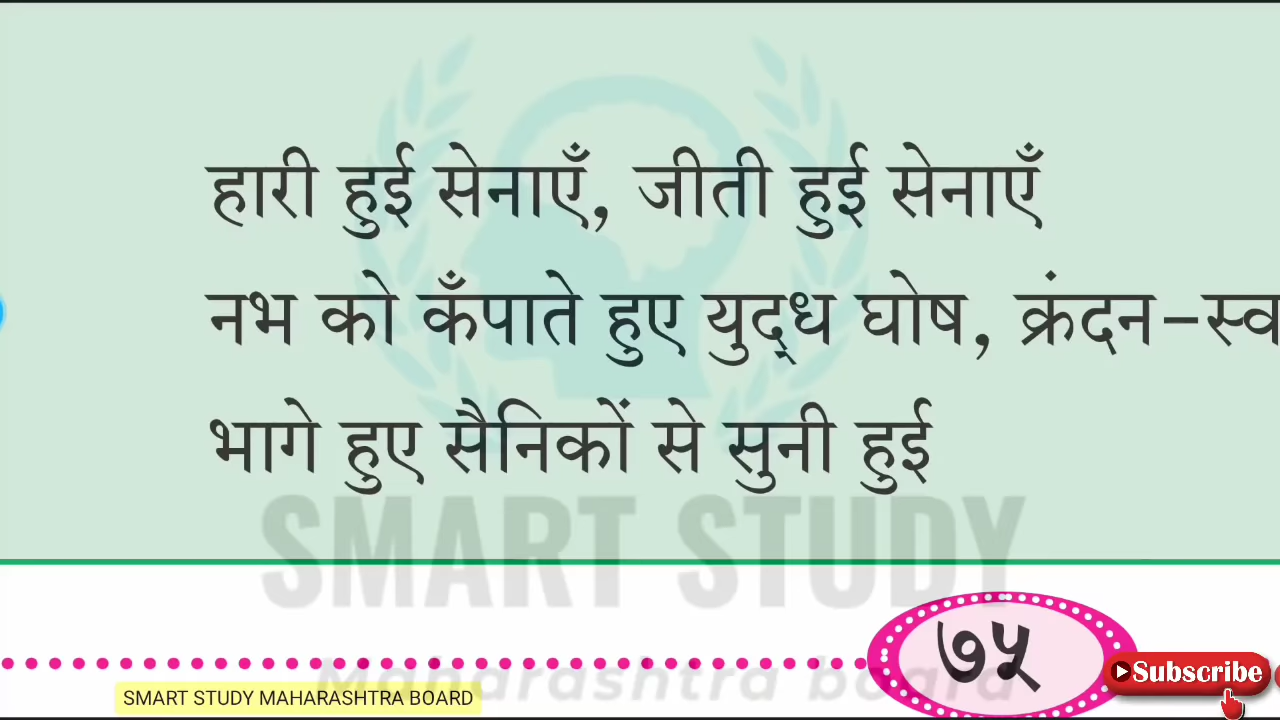 हारी हुई सेनाएँ, जीती हुई सेनाएँ
नभ को कँपाते हुए युद्ध घोष, क्रंदन-स्व
भागे हुए सैनिकों से सुनी हुई
SMART STUDY
Maharashtra board
७५
Subscribe
SMART STUDY MAHARASHTRA BOARD